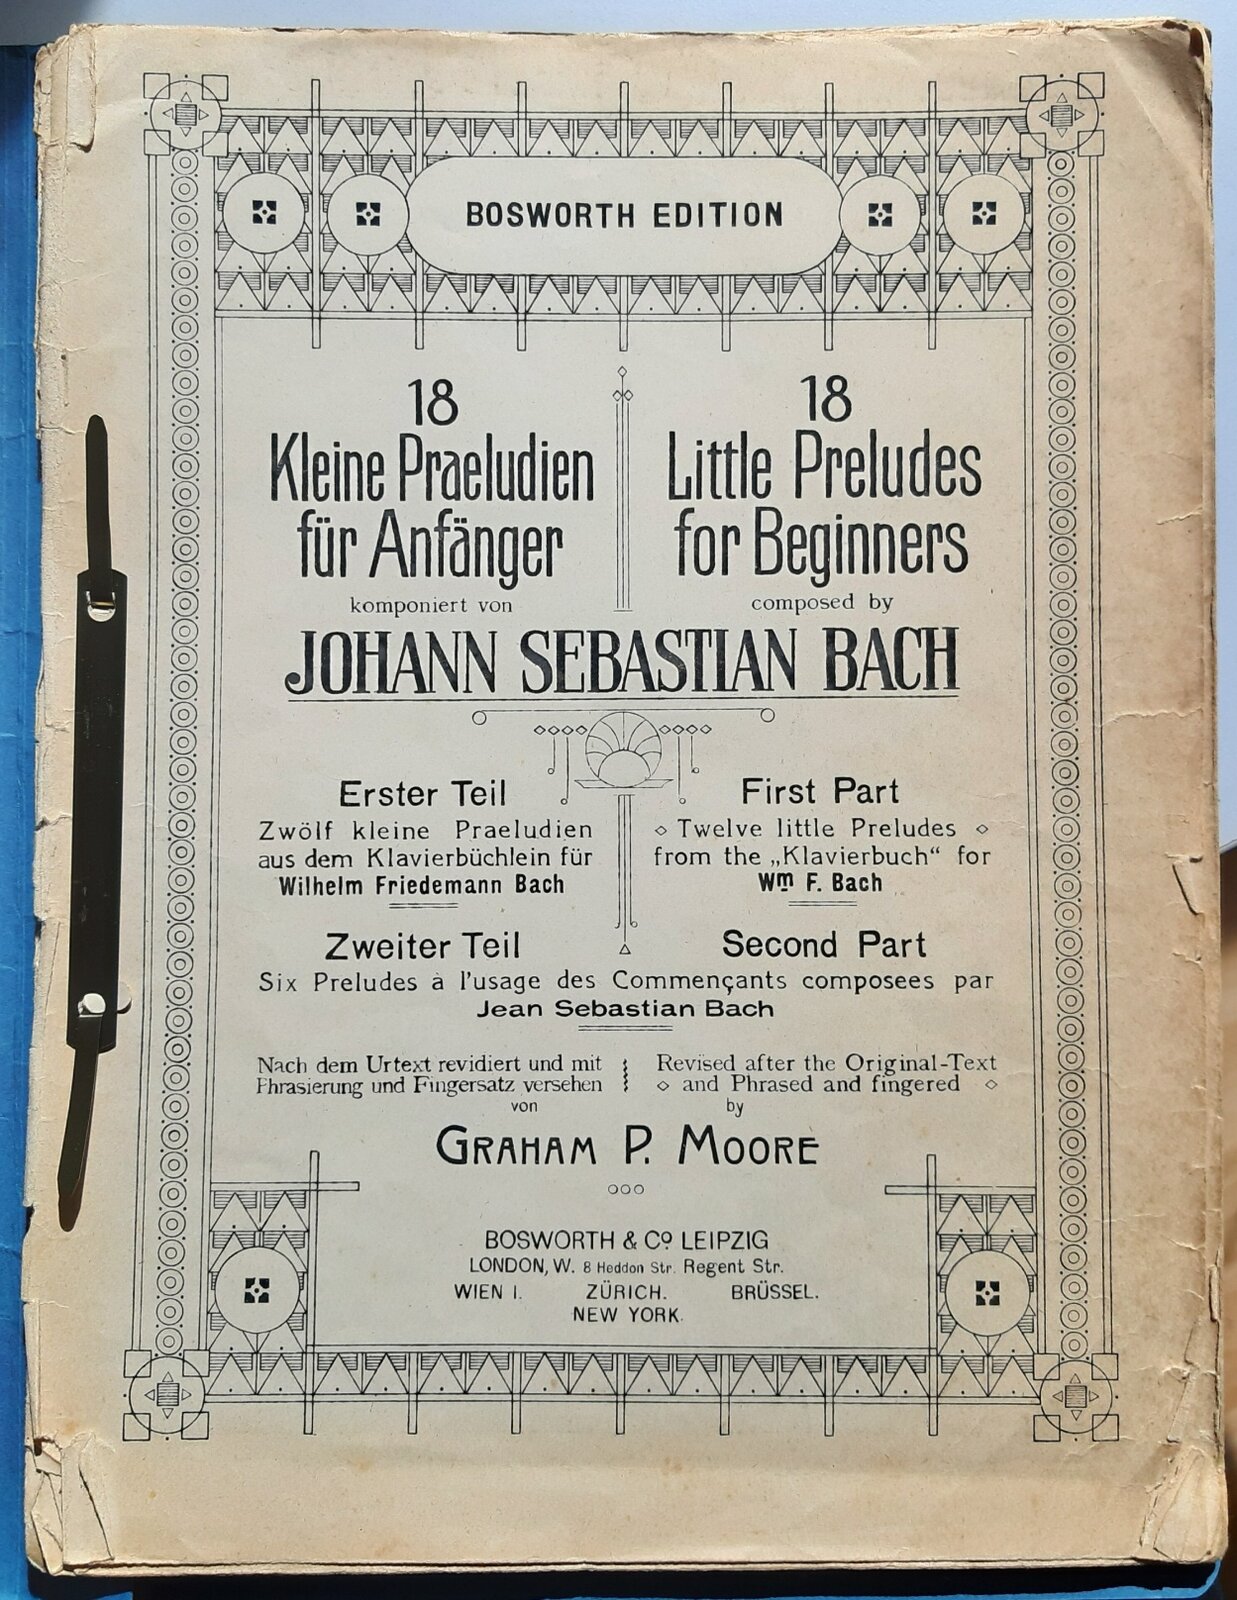 BOSWORTH EDITION
18
Kleine Praeludien
für Anfänger
komponiert von
18
Little Preludes
for Beginners
composed by
JOHANN SEBASTIAN BACH
Erster Teil
Zwölf kleine Praeludien
aus dem Klavierbüchlein für
Wilhelm Friedemann Bach
First Part
Twelve little Preludes
from the „Klavierbuch“ for
Wm F. Bach
Zweiter Teil
Second Part
Six Preludes à l'usage des Commençants composees par
Jean Sebastian Bach
Nach dem Urtext revidiert und mit
Phrasierung und Fingersatz versehen
von
Revised after the Original-Text
and Phrased and fingered
by
GRAHAM P. MOORE
BOSWORTH & Co LEIPZIG
LONDON, W. 8 Heddon Str. Regent Str.
WIEN I. ZÜRICH. BRÜSSEL.
NEW YORK.